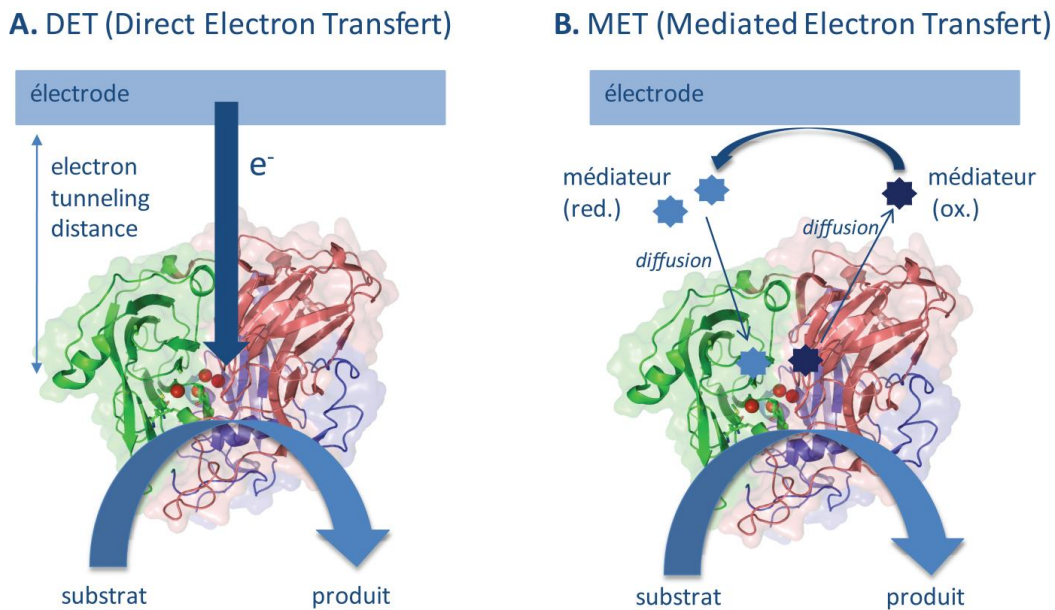 A. DET (Direct Electron Transfert)
électrode
e-
electron
tunneling
distance
substrat
produit
B. MET (Mediated Electron Transfert)
électrode
médiateur
(red.)
médiateur
(ox.)
diffusion
diffusion
substrat
produit